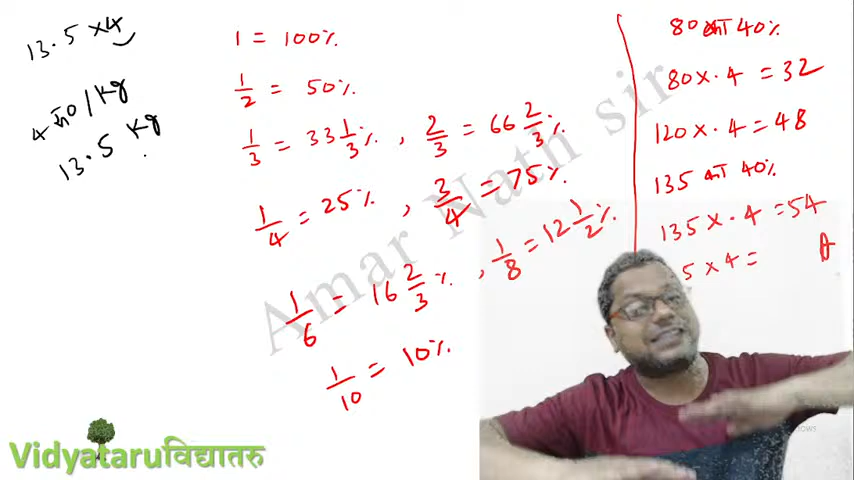 13.5 × 4
4 रु0/Kg
13.5 Kg
1 = 100%
1/2 = 50%
1/3 = 33 1/3 %, 2/3 = 66 2/3 %
1/4 = 25%, 3/4 = 75%
1/6 = 16 2/3 %, 1/8 = 12 1/2 %
1/10 = 10%
80 का 40%
80 × .4 = 32
120 × .4 = 48
135 का 40%
135 × .4 = 54
5 × 4 =
Amar Nath sir
Vidyataruविद्यातरु